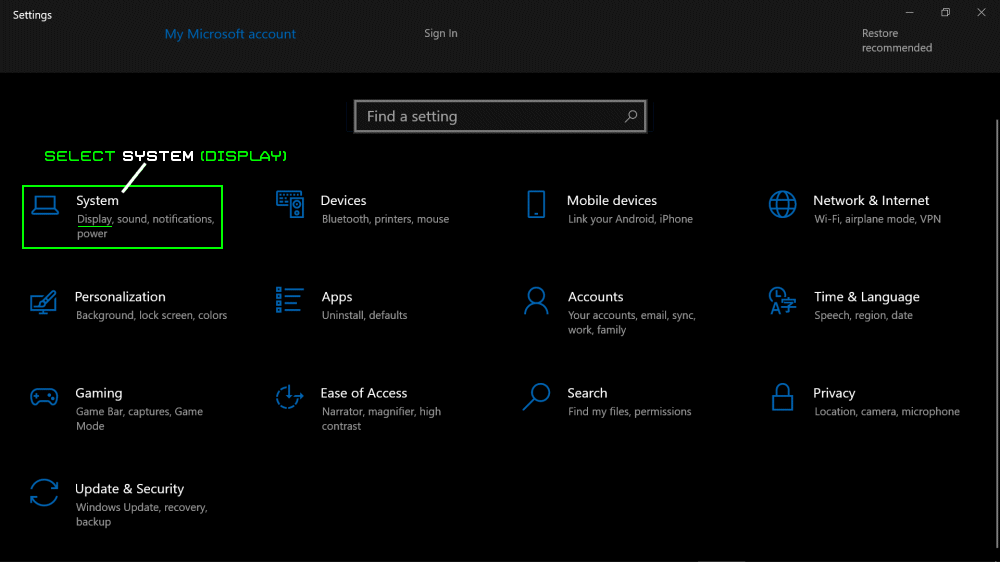 Settings
My Microsoft account
Sign In
Restore
recommended
Find a setting
SELECT SYSTEM (DISPLAY)
System
Display, sound, notifications,
power
Devices
Bluetooth, printers, mouse
Mobile devices
Link your Android, iPhone
Network & Internet
Wi-Fi, airplane mode, VPN
Personalization
Background, lock screen, colors
Apps
Uninstall, defaults
Accounts
Your accounts, email, sync,
work, family
Time & Language
Speech, region, date
Gaming
Game Bar, captures, Game
Mode
Ease of Access
Narrator, magnifier, high
contrast
Search
Find my files, permissions
Privacy
Location, camera, microphone
Update & Security
Windows Update, recovery,
backup